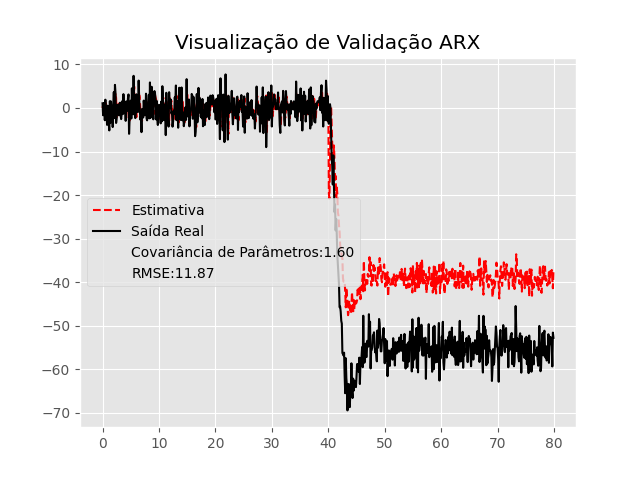 Visualização de Validação ARX
10
0
−10
−20
−30
−40
−50
−60
−70
Estimativa
Saída Real
Covariância de Parâmetros:1.60
RMSE:11.87
0 10 20 30 40 50 60 70 80